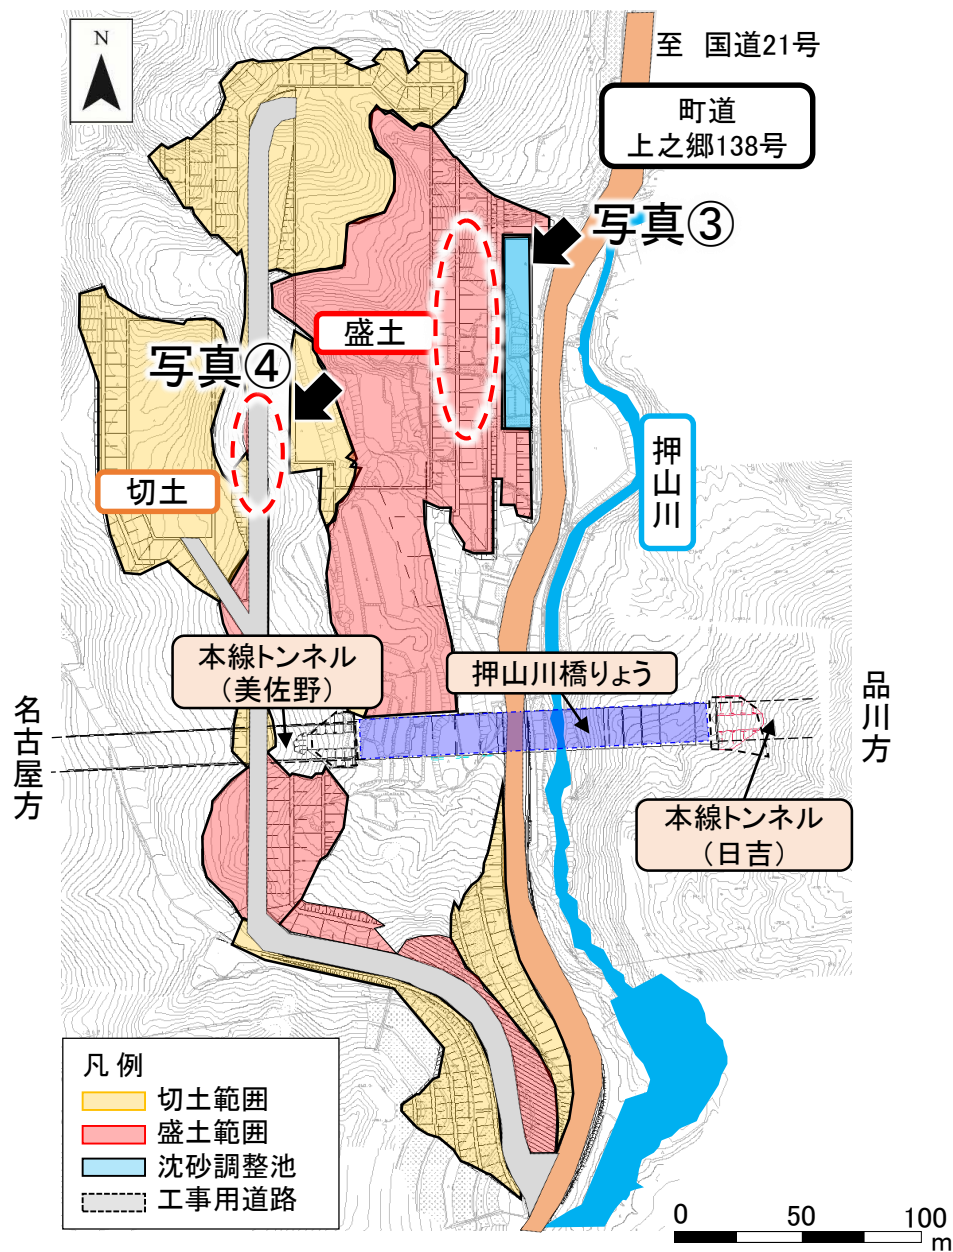 N
至 国道21号
町道
上之郷138号
写真③
盛土
写真④
切土
押山川
本線トンネル
（美佐野）
押山川橋りょう
名古屋方
品川方
本線トンネル
（日吉）
凡例
切土範囲
盛土範囲
沈砂調整池
工事用道路
0 50 100
m